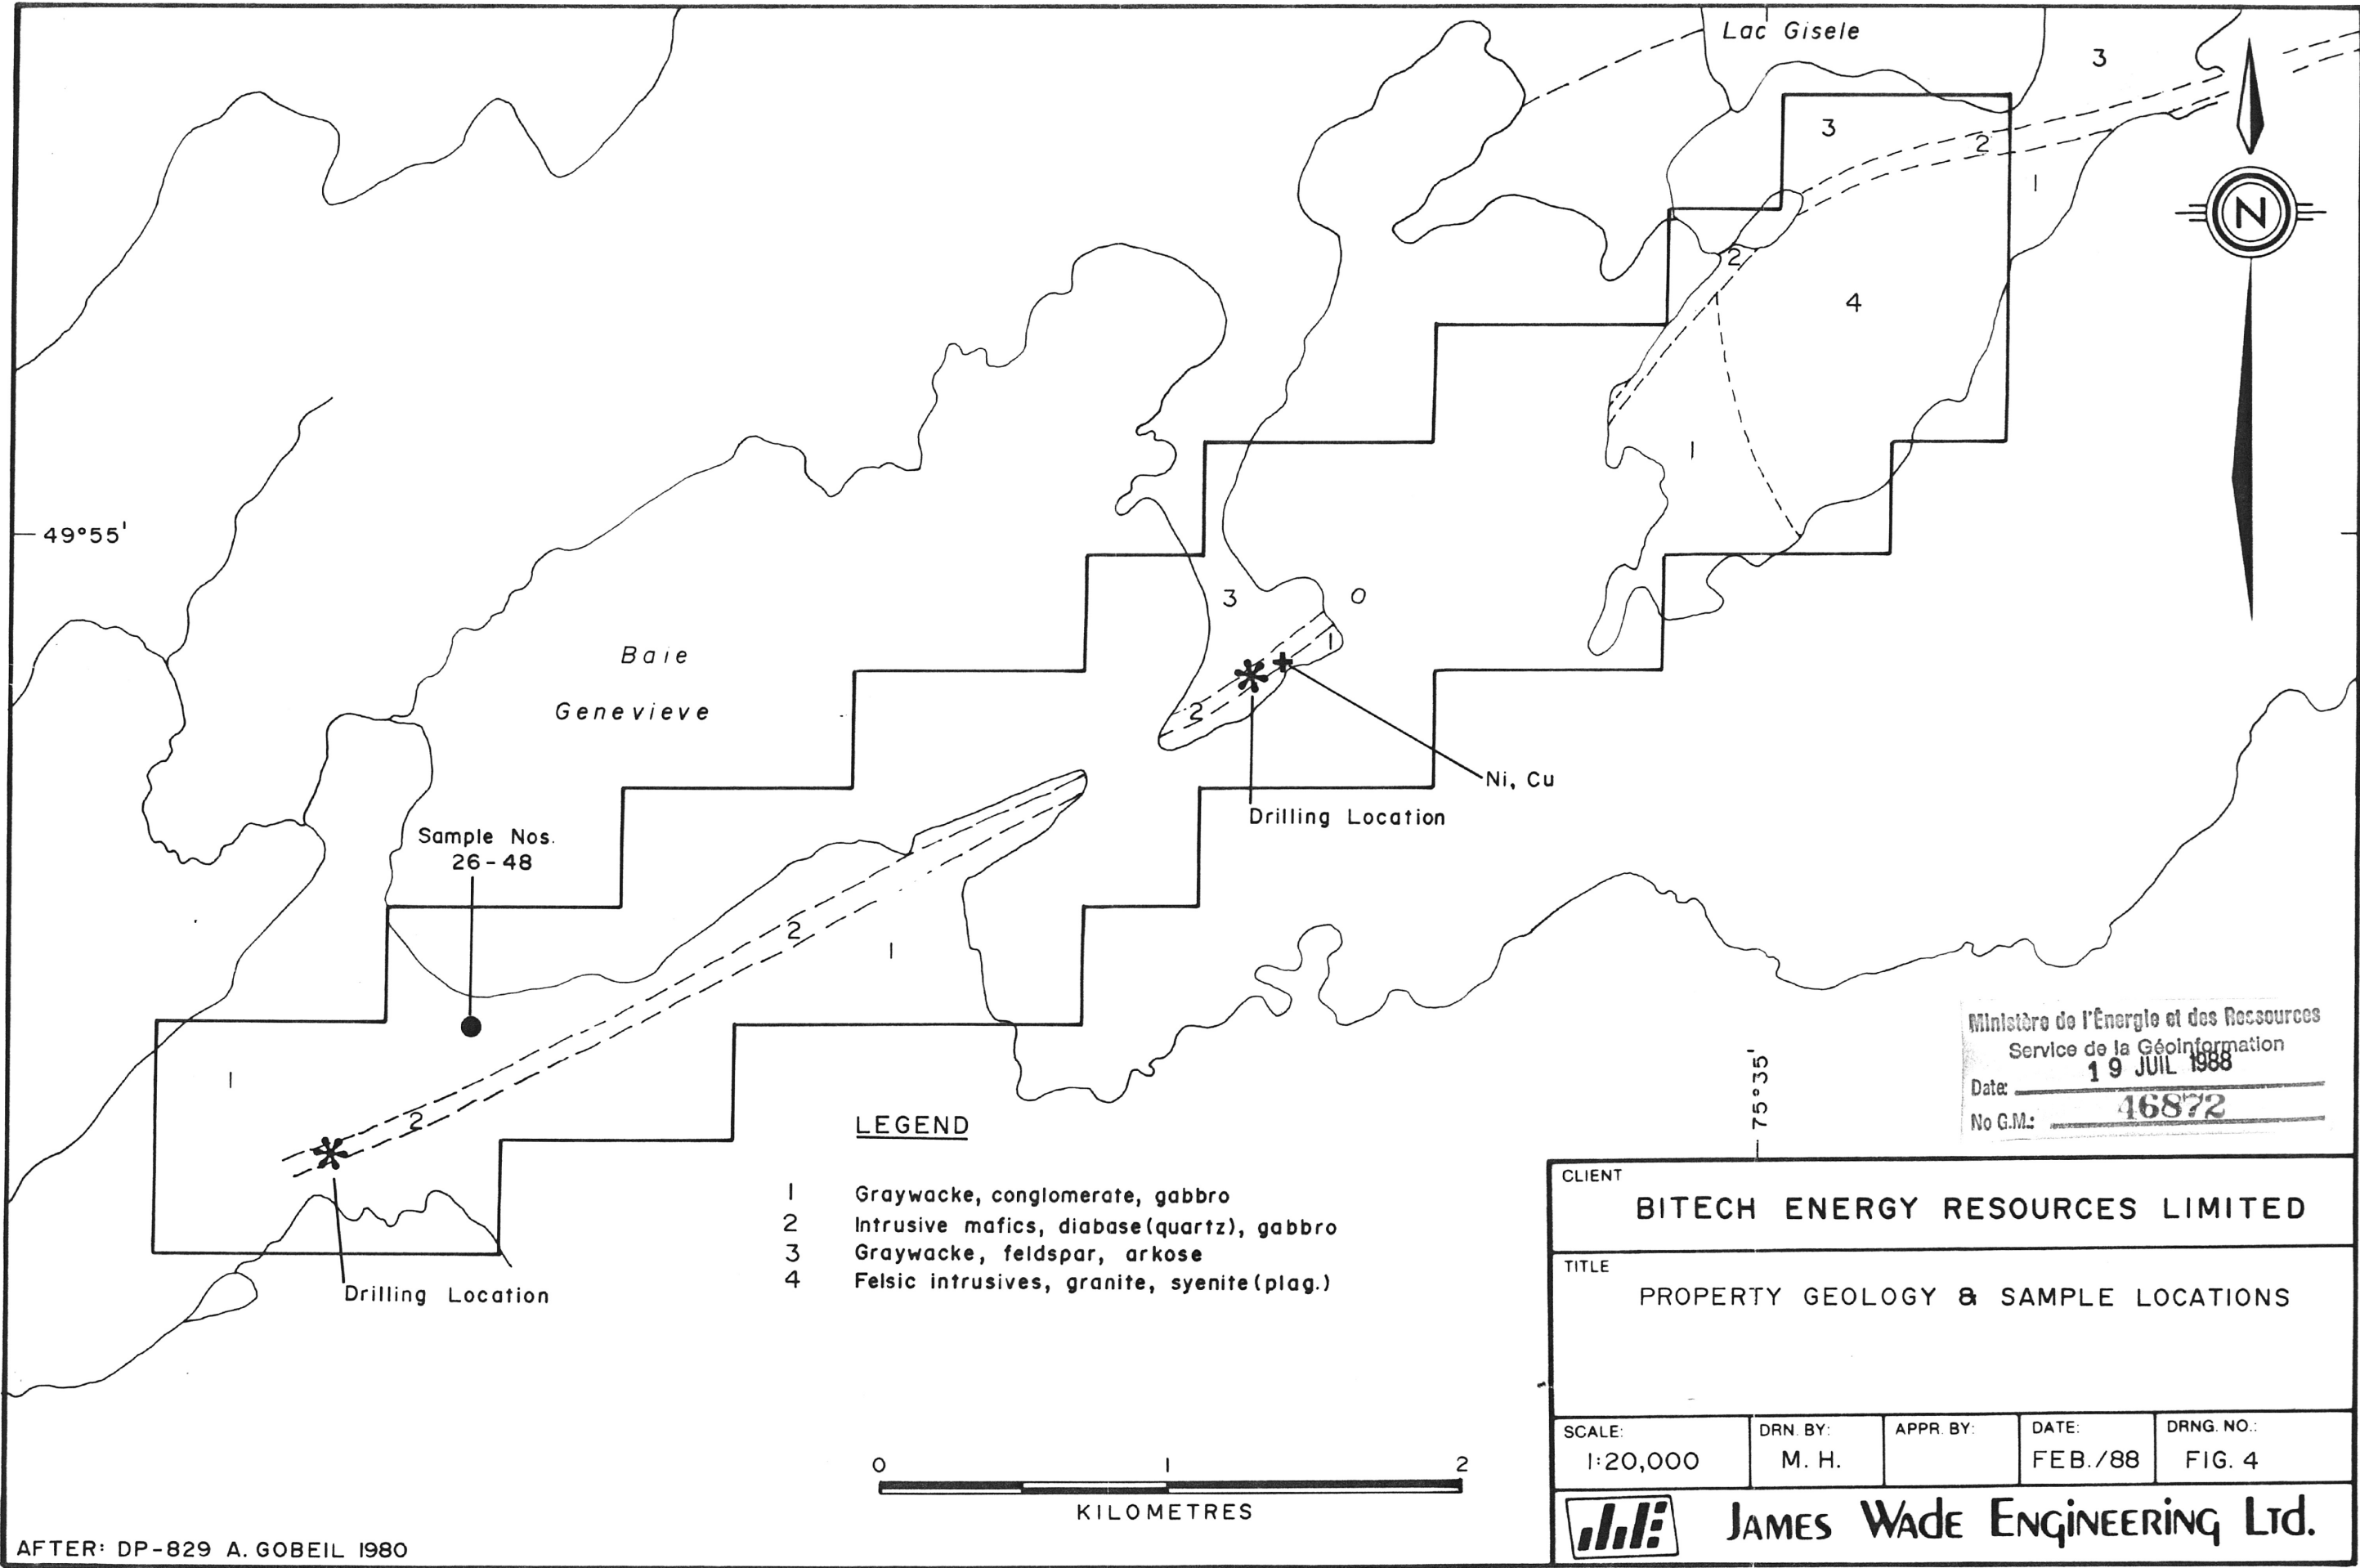 Lac Gisele
3
3
2
1
2
4
1
49°55'
3
O
1
Baie
Genevieve
2
Ni, Cu
Drilling Location
Sample Nos.
26-48
2
1
1
2
Drilling Location
N
75°35'
Ministère de l'Énergie et des Ressources
Service de la Géoinformation
19 JUIL 1988
Date:
46872
No G.M.:
LEGEND
1 Graywacke, conglomerate, gabbro
2 Intrusive mafics, diabase(quartz), gabbro
3 Graywacke, feldspar, arkose
4 Felsic intrusives, granite, syenite(plag.)
0 1 2
KILOMETRES
AFTER: DP-829 A. GOBEIL 1980
CLIENT
BITECH ENERGY RESOURCES LIMITED
TITLE
PROPERTY GEOLOGY & SAMPLE LOCATIONS
SCALE: DRN. BY: APPR. BY: DATE: DRNG. NO.:
1:20,000 M. H. FEB./88 FIG. 4
JAMES WADE ENGINEERING LTD.